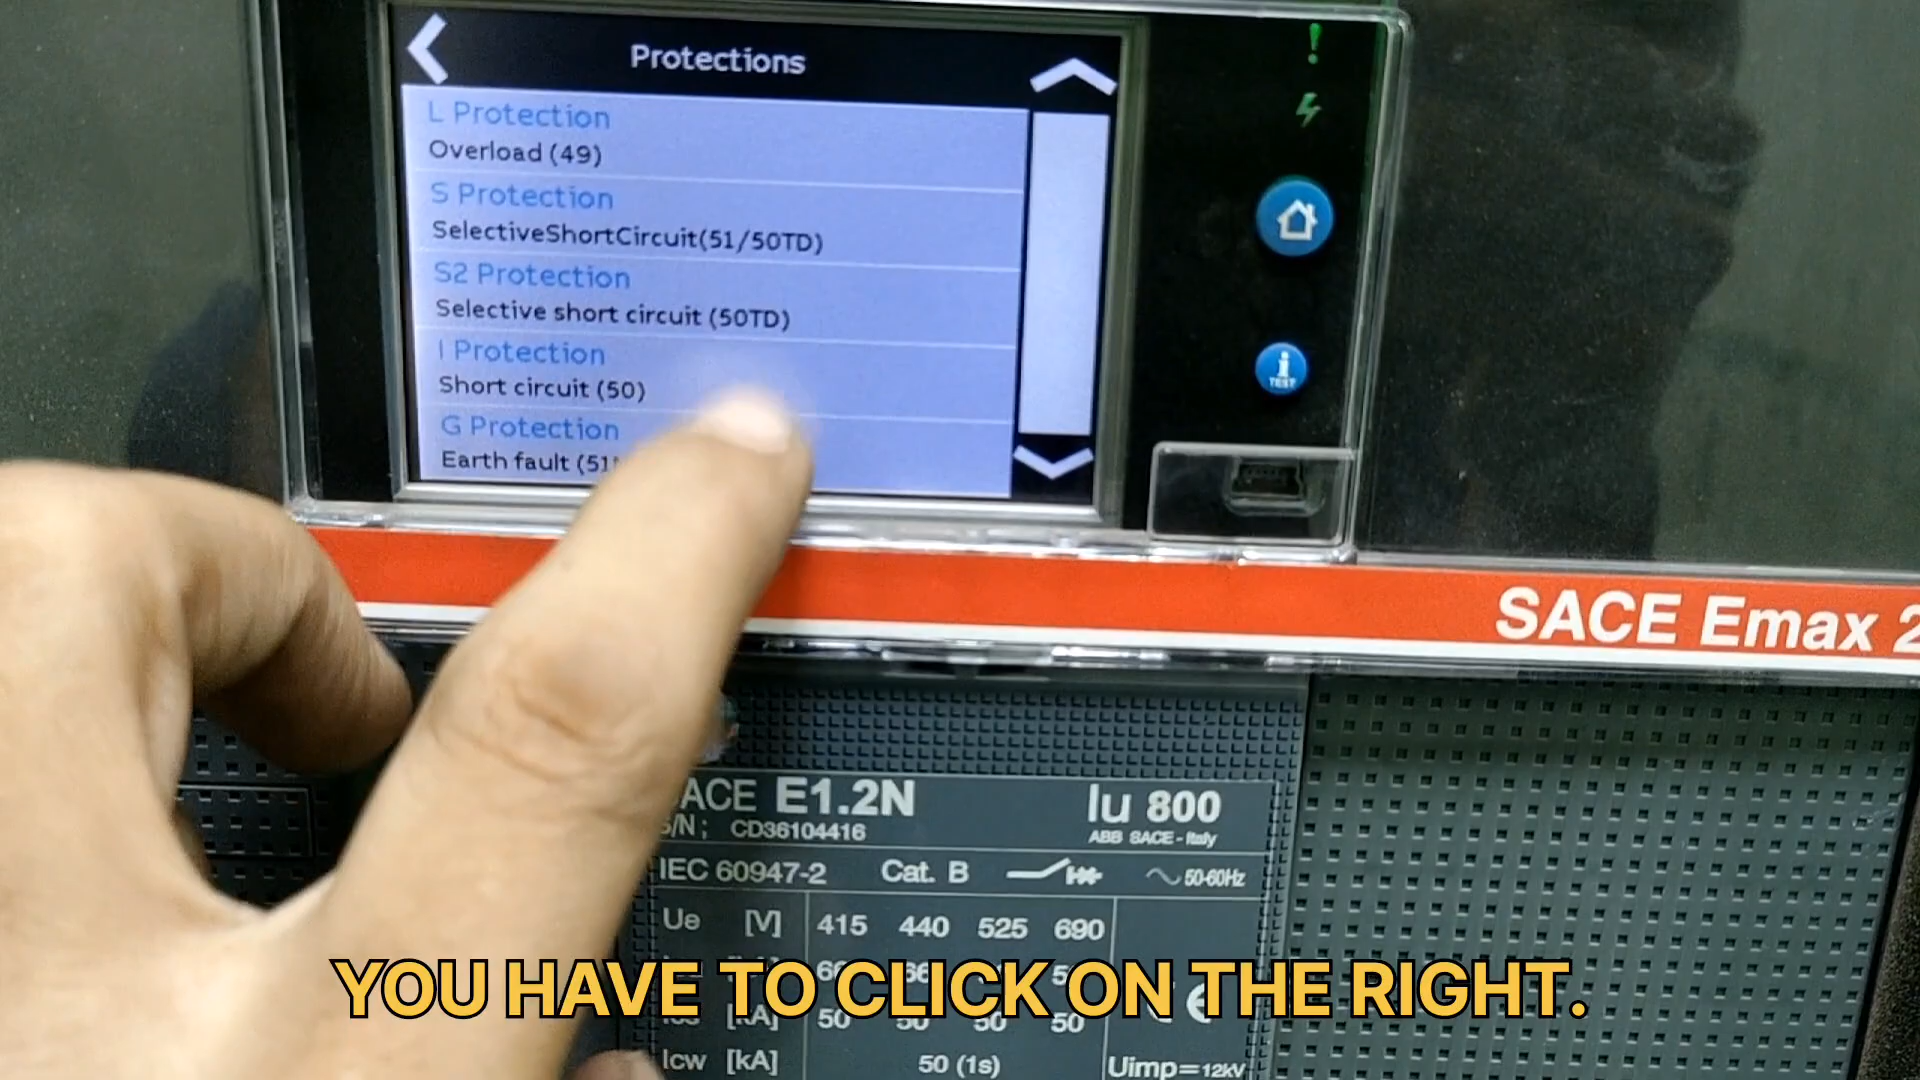 Protections
L Protection
Overload (49)
S Protection
SelectiveShortCircuit(51/50TD)
S2 Protection
Selective short circuit (50TD)
I Protection
Short circuit (50)
G Protection
Earth fault (51
TEST
SACE Emax 2
ACE E1.2N Iu 800
S/N; CD36104416 ABB SACE-Italy
IEC 60947-2 Cat. B 50-60Hz
Ue [V] 415 440 525 690
YOU HAVE TO CLICK ON THE RIGHT.
[kA] 50 50 50 50
Icw [kA] 50 (1s) Uimp=12kV